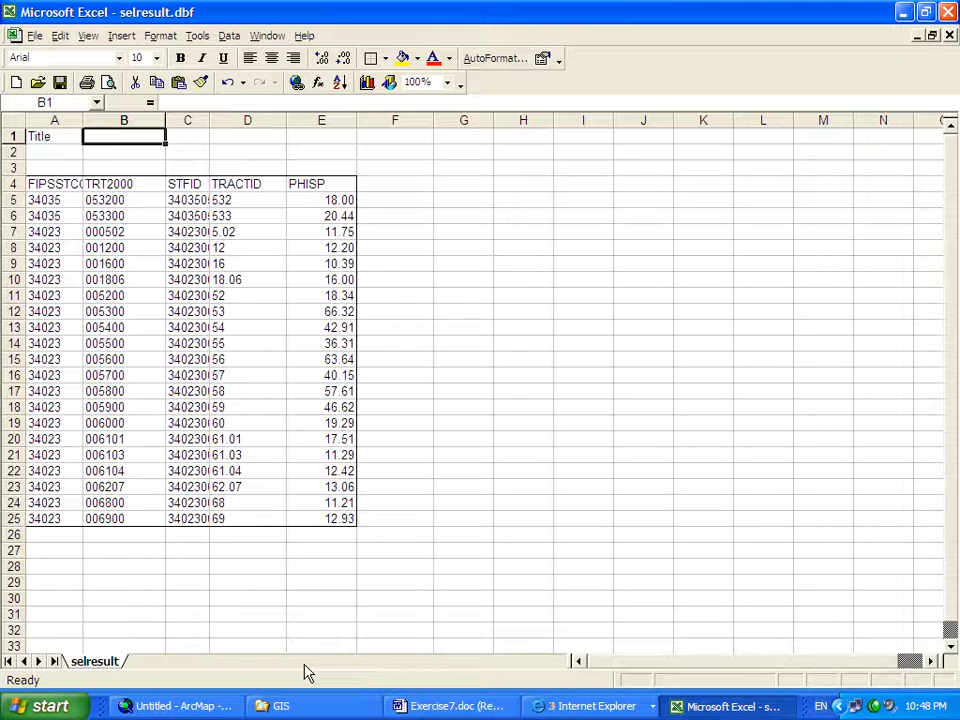 Microsoft Excel - selresult.dbf
File Edit View Insert Format Tools Data Window Help
Arial 10 B I U A AutoFormat...
100%
B1 =
A B C D E F G H I J K L M N
1 Title
2
3
4 FIPSSTCO TRT2000 STFID TRACTID PHISP
5 34035 053200 340350 532 18.00
6 34035 053300 340350 533 20.44
7 34023 000502 340230 5.02 11.75
8 34023 001200 340230 12 12.20
9 34023 001600 340230 16 10.39
10 34023 001806 340230 18.06 16.00
11 34023 005200 340230 52 18.34
12 34023 005300 340230 53 66.32
13 34023 005400 340230 54 42.91
14 34023 005500 340230 55 36.31
15 34023 005600 340230 56 63.64
16 34023 005700 340230 57 40.15
17 34023 005800 340230 58 57.61
18 34023 005900 340230 59 46.62
19 34023 006000 340230 60 19.29
20 34023 006101 340230 61.01 17.51
21 34023 006103 340230 61.03 11.29
22 34023 006104 340230 61.04 12.42
23 34023 006207 340230 62.07 13.06
24 34023 006800 340230 68 11.21
25 34023 006900 340230 69 12.93
26
27
28
29
30
31
32
33
selresult
Ready
start Untitled - ArcMap - ... GIS Exercise7.doc (Re... 3 Internet Explorer Microsoft Excel - s... EN 10:48 PM